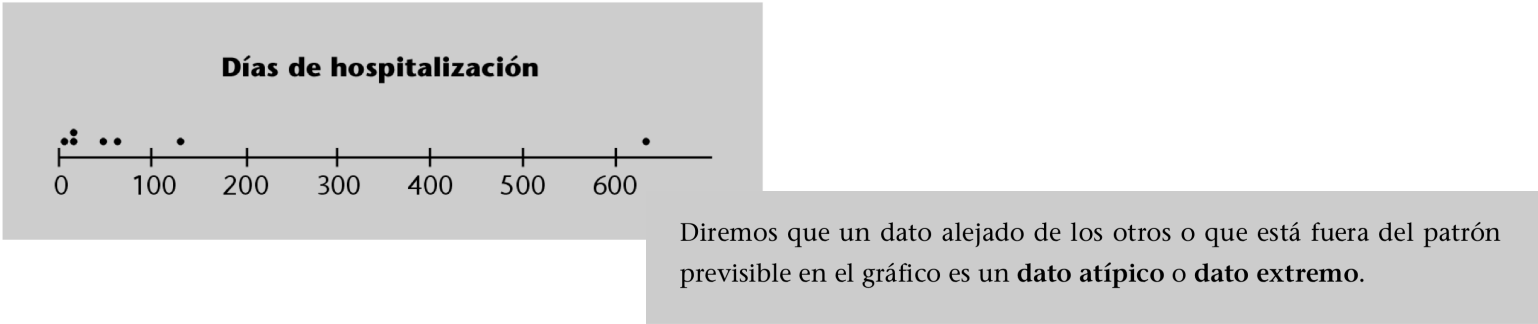 Días de hospitalización
0 100 200 300 400 500 600
Diremos que un dato alejado de los otros o que está fuera del patrón
previsible en el gráfico es un dato atípico o dato extremo.